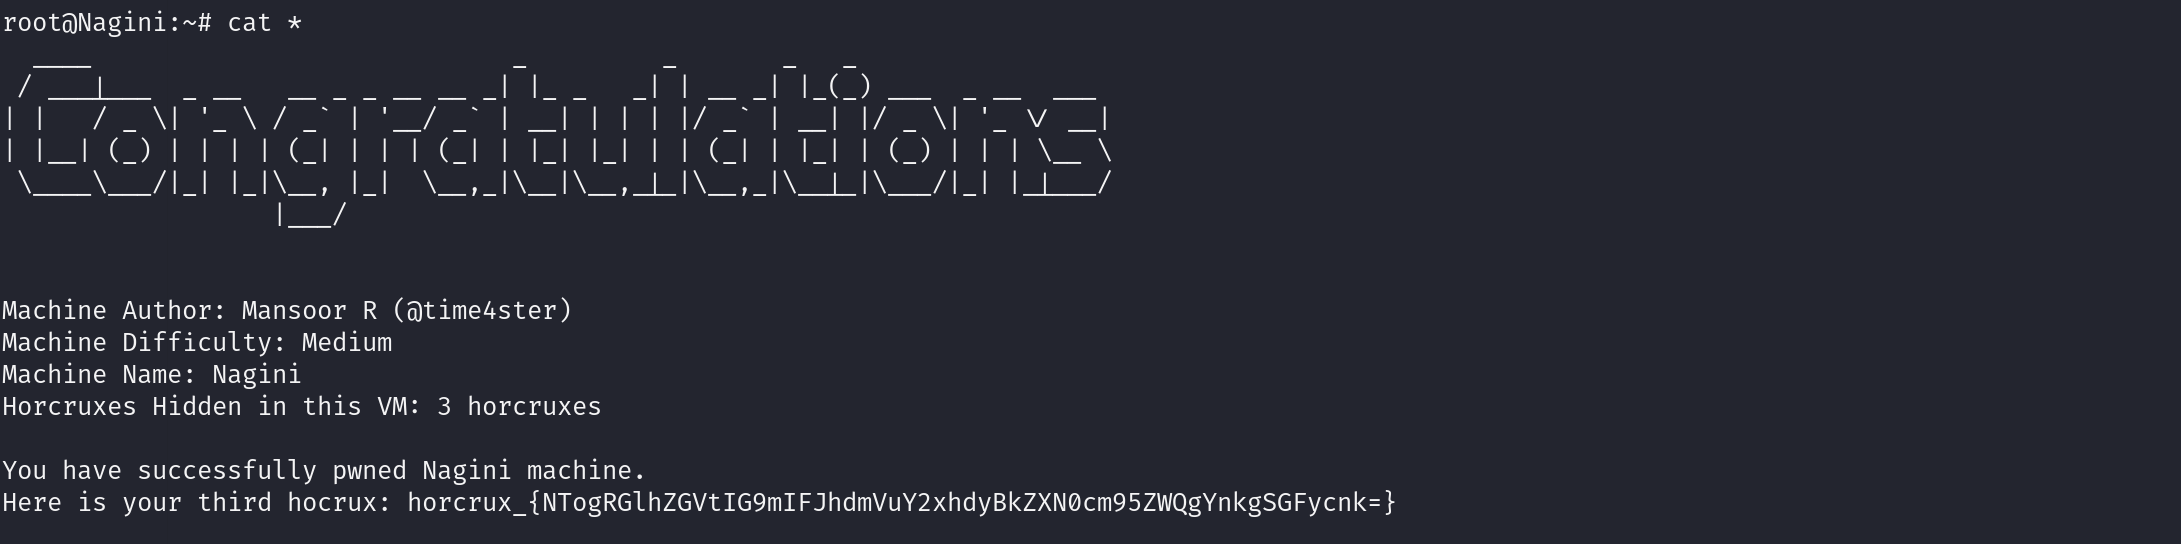 root@Nagini:~# cat *
Congratulations
Machine Author: Mansoor R (@time4ster)
Machine Difficulty: Medium
Machine Name: Nagini
Horcruxes Hidden in this VM: 3 horcruxes
You have successfully pwned Nagini machine.
Here is your third hocrux: horcrux_{NTogRGlhZGVtIG9mIFJhdmVuY2xhdyBkZXN0cm95ZWQgYnkgSGFycnk=}